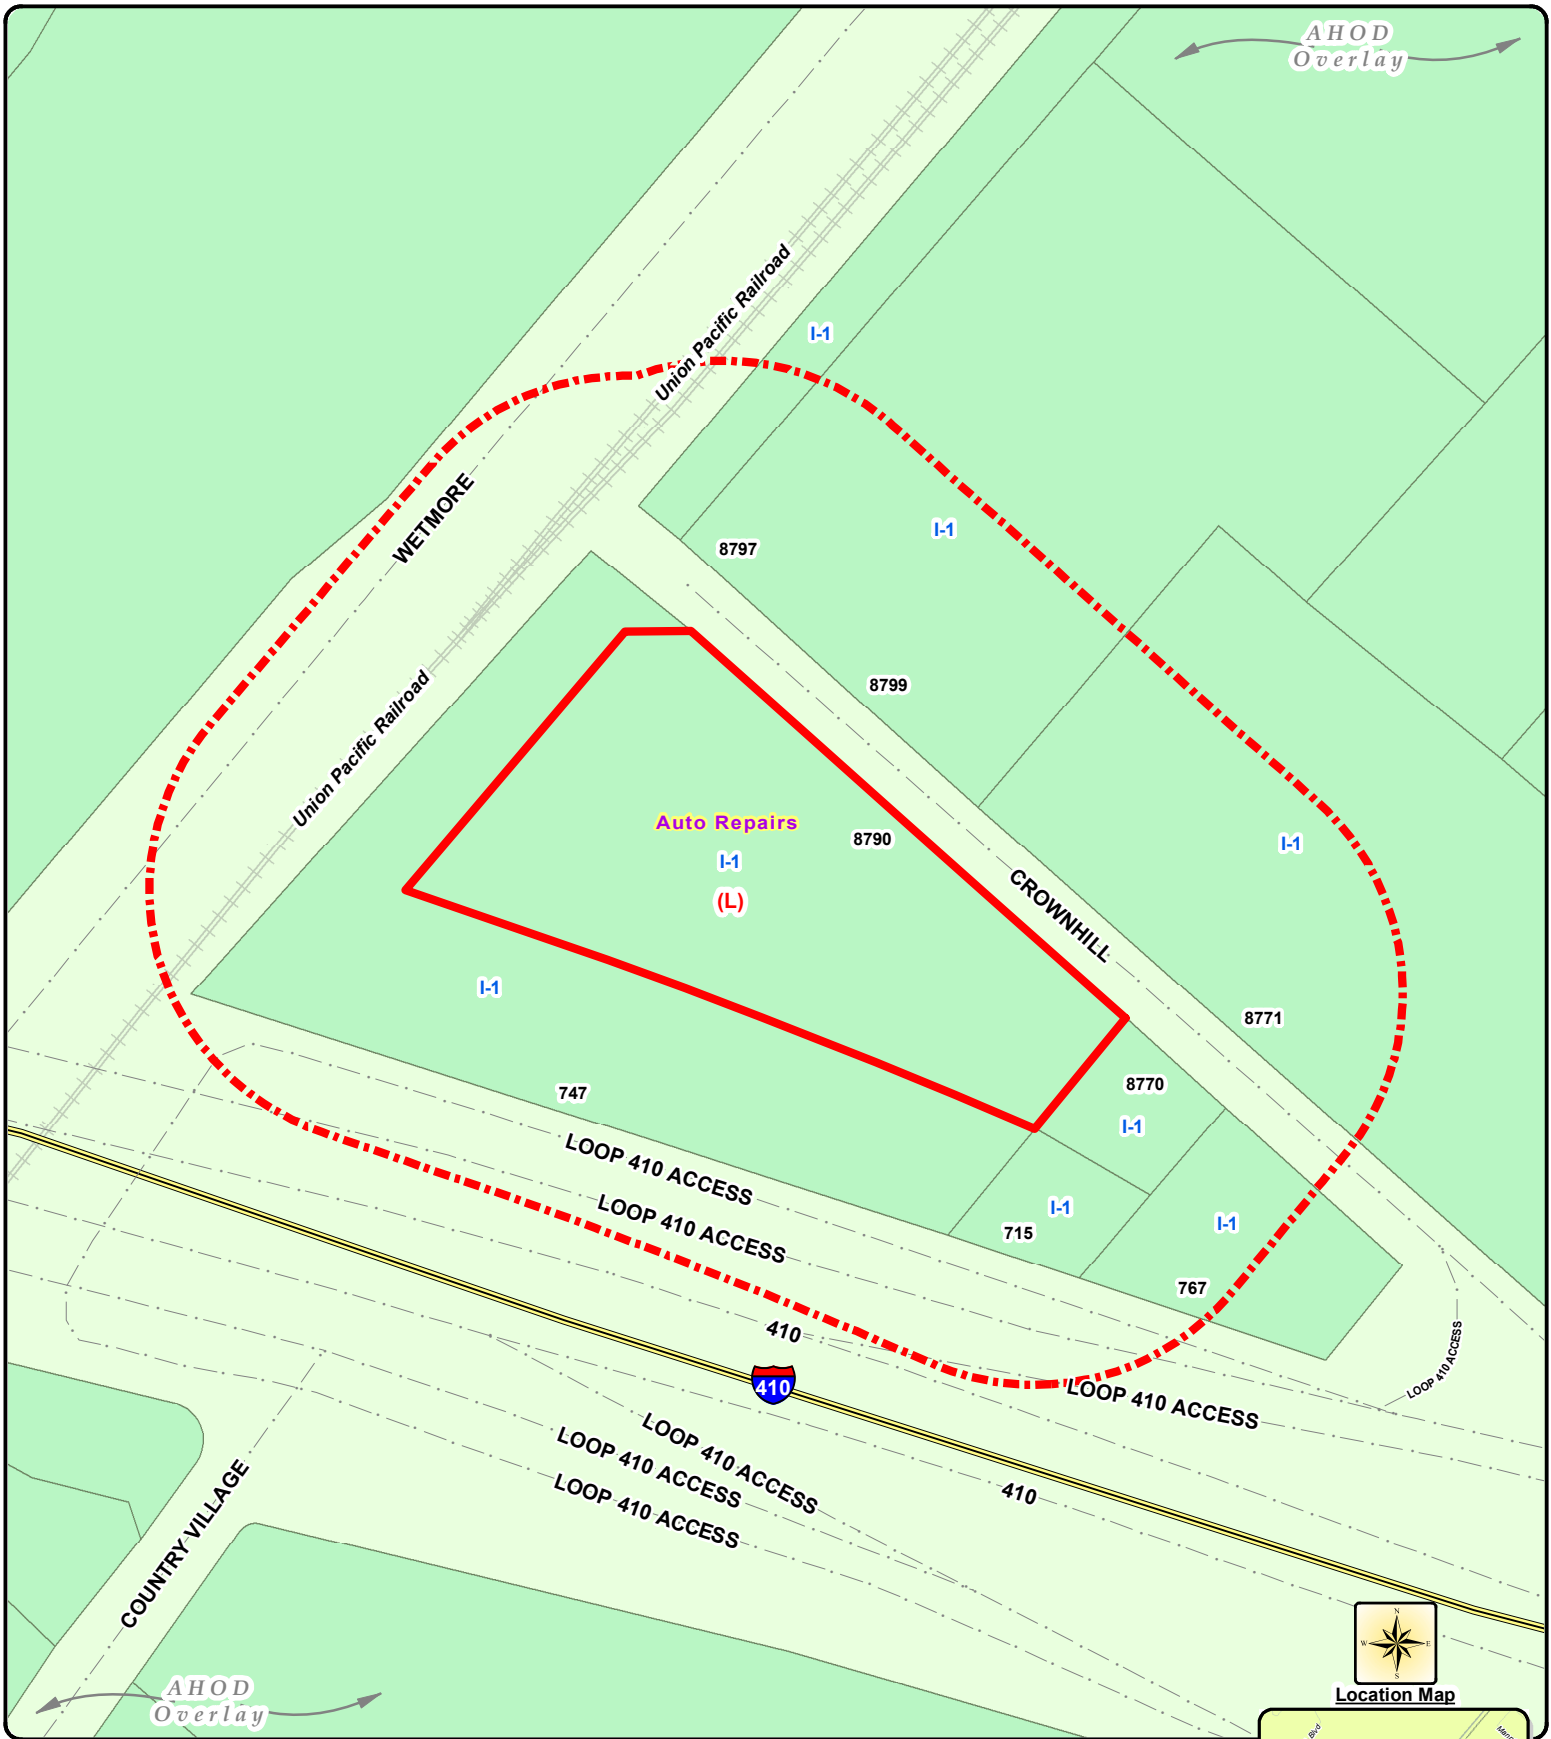 AHOD
Overlay
Union Pacific Railroad
I-1
WETMORE
I-1
8797
8799
Union Pacific Railroad
Auto Repairs
8790
I-1
(L)
I-1
CROWNHILL
I-1
8771
747
8770
I-1
LOOP 410 ACCESS
I-1
715
I-1
LOOP 410 ACCESS
767
410
LOOP 410 ACCESS
410
LOOP 410 ACCESS
LOOP 410 ACCESS
LOOP 410 ACCESS
LOOP 410 ACCESS
410
COUNTRY VILLAGE
N
W
E
S
AHOD
Overlay
Location Map
Blvd